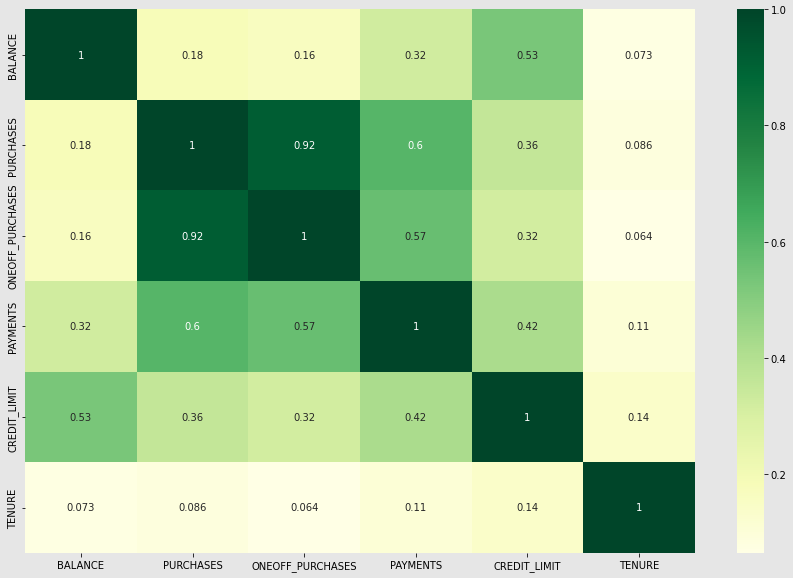 BALANCE 1 0.18 0.16 0.32 0.53 0.073
PURCHASES 0.18 1 0.92 0.6 0.36 0.086
ONEOFF_PURCHASES 0.16 0.92 1 0.57 0.32 0.064
PAYMENTS 0.32 0.6 0.57 1 0.42 0.11
CREDIT_LIMIT 0.53 0.36 0.32 0.42 1 0.14
TENURE 0.073 0.086 0.064 0.11 0.14 1
BALANCE PURCHASES ONEOFF_PURCHASES PAYMENTS CREDIT_LIMIT TENURE
1.0
0.8
0.6
0.4
0.2